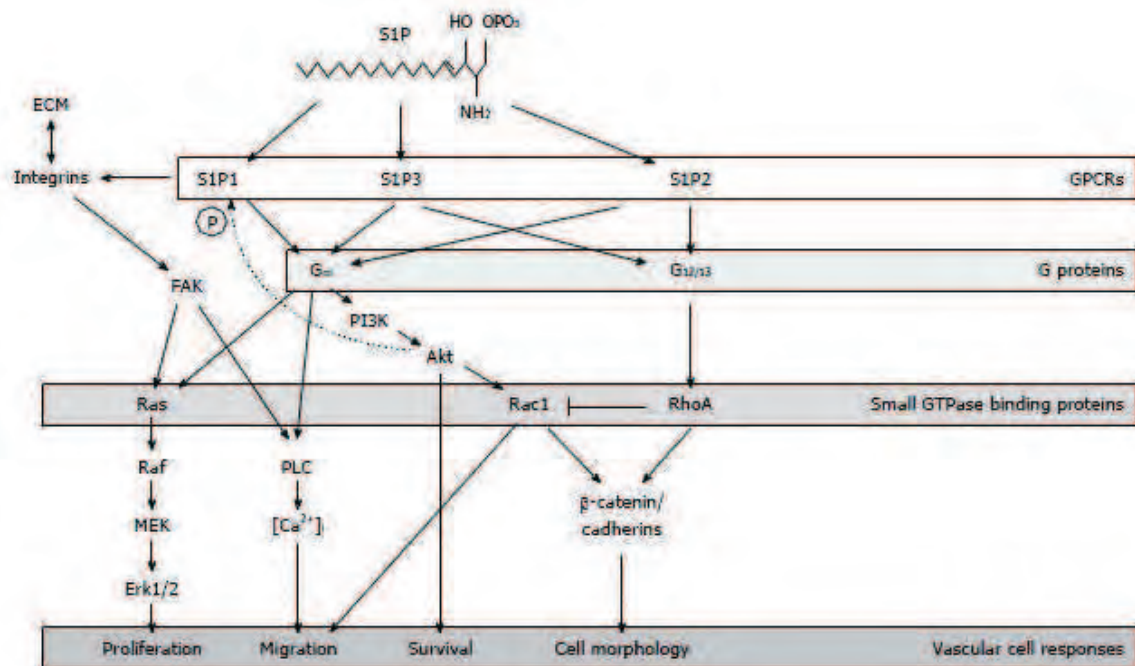 HO OPO₃
S1P
NH₂
ECM
Integrins
S1P1
S1P3
S1P2
GPCRs
P
G₁₂/₁₃
G proteins
FAK
PI3K
Akt
Ras
Rac1
RhoA
Small GTPase binding proteins
Raf
PLC
β-catenin/
cadherins
MEK
[Ca²⁺]ᵢ
Erk1/2
Proliferation
Migration
Survival
Cell morphology
Vascular cell responses